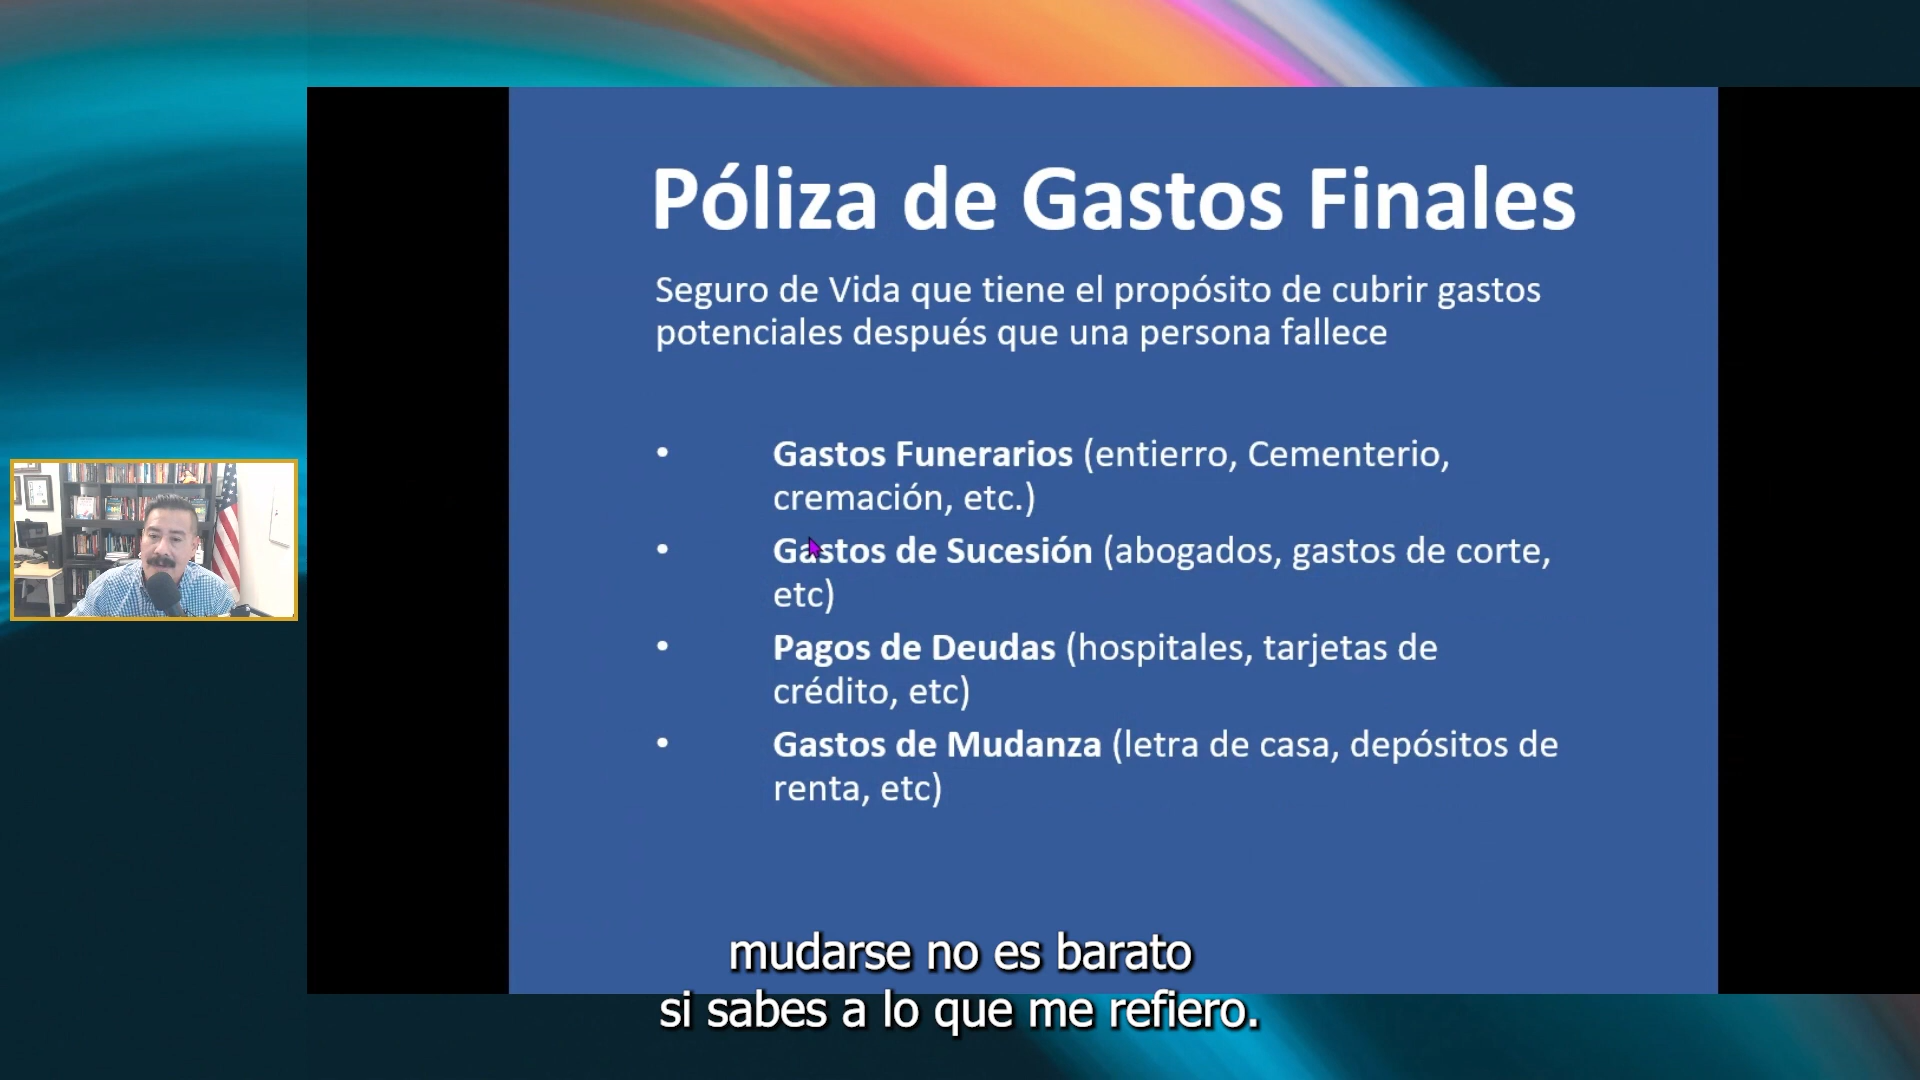 Póliza de Gastos Finales
Seguro de Vida que tiene el propósito de cubrir gastos
potenciales después que una persona fallece
• Gastos Funerarios (entierro, Cementerio,
cremación, etc.)
• Gastos de Sucesión (abogados, gastos de corte,
etc)
• Pagos de Deudas (hospitales, tarjetas de
crédito, etc)
• Gastos de Mudanza (letra de casa, depósitos de
renta, etc)
mudarse no es barato
si sabes a lo que me refiero.